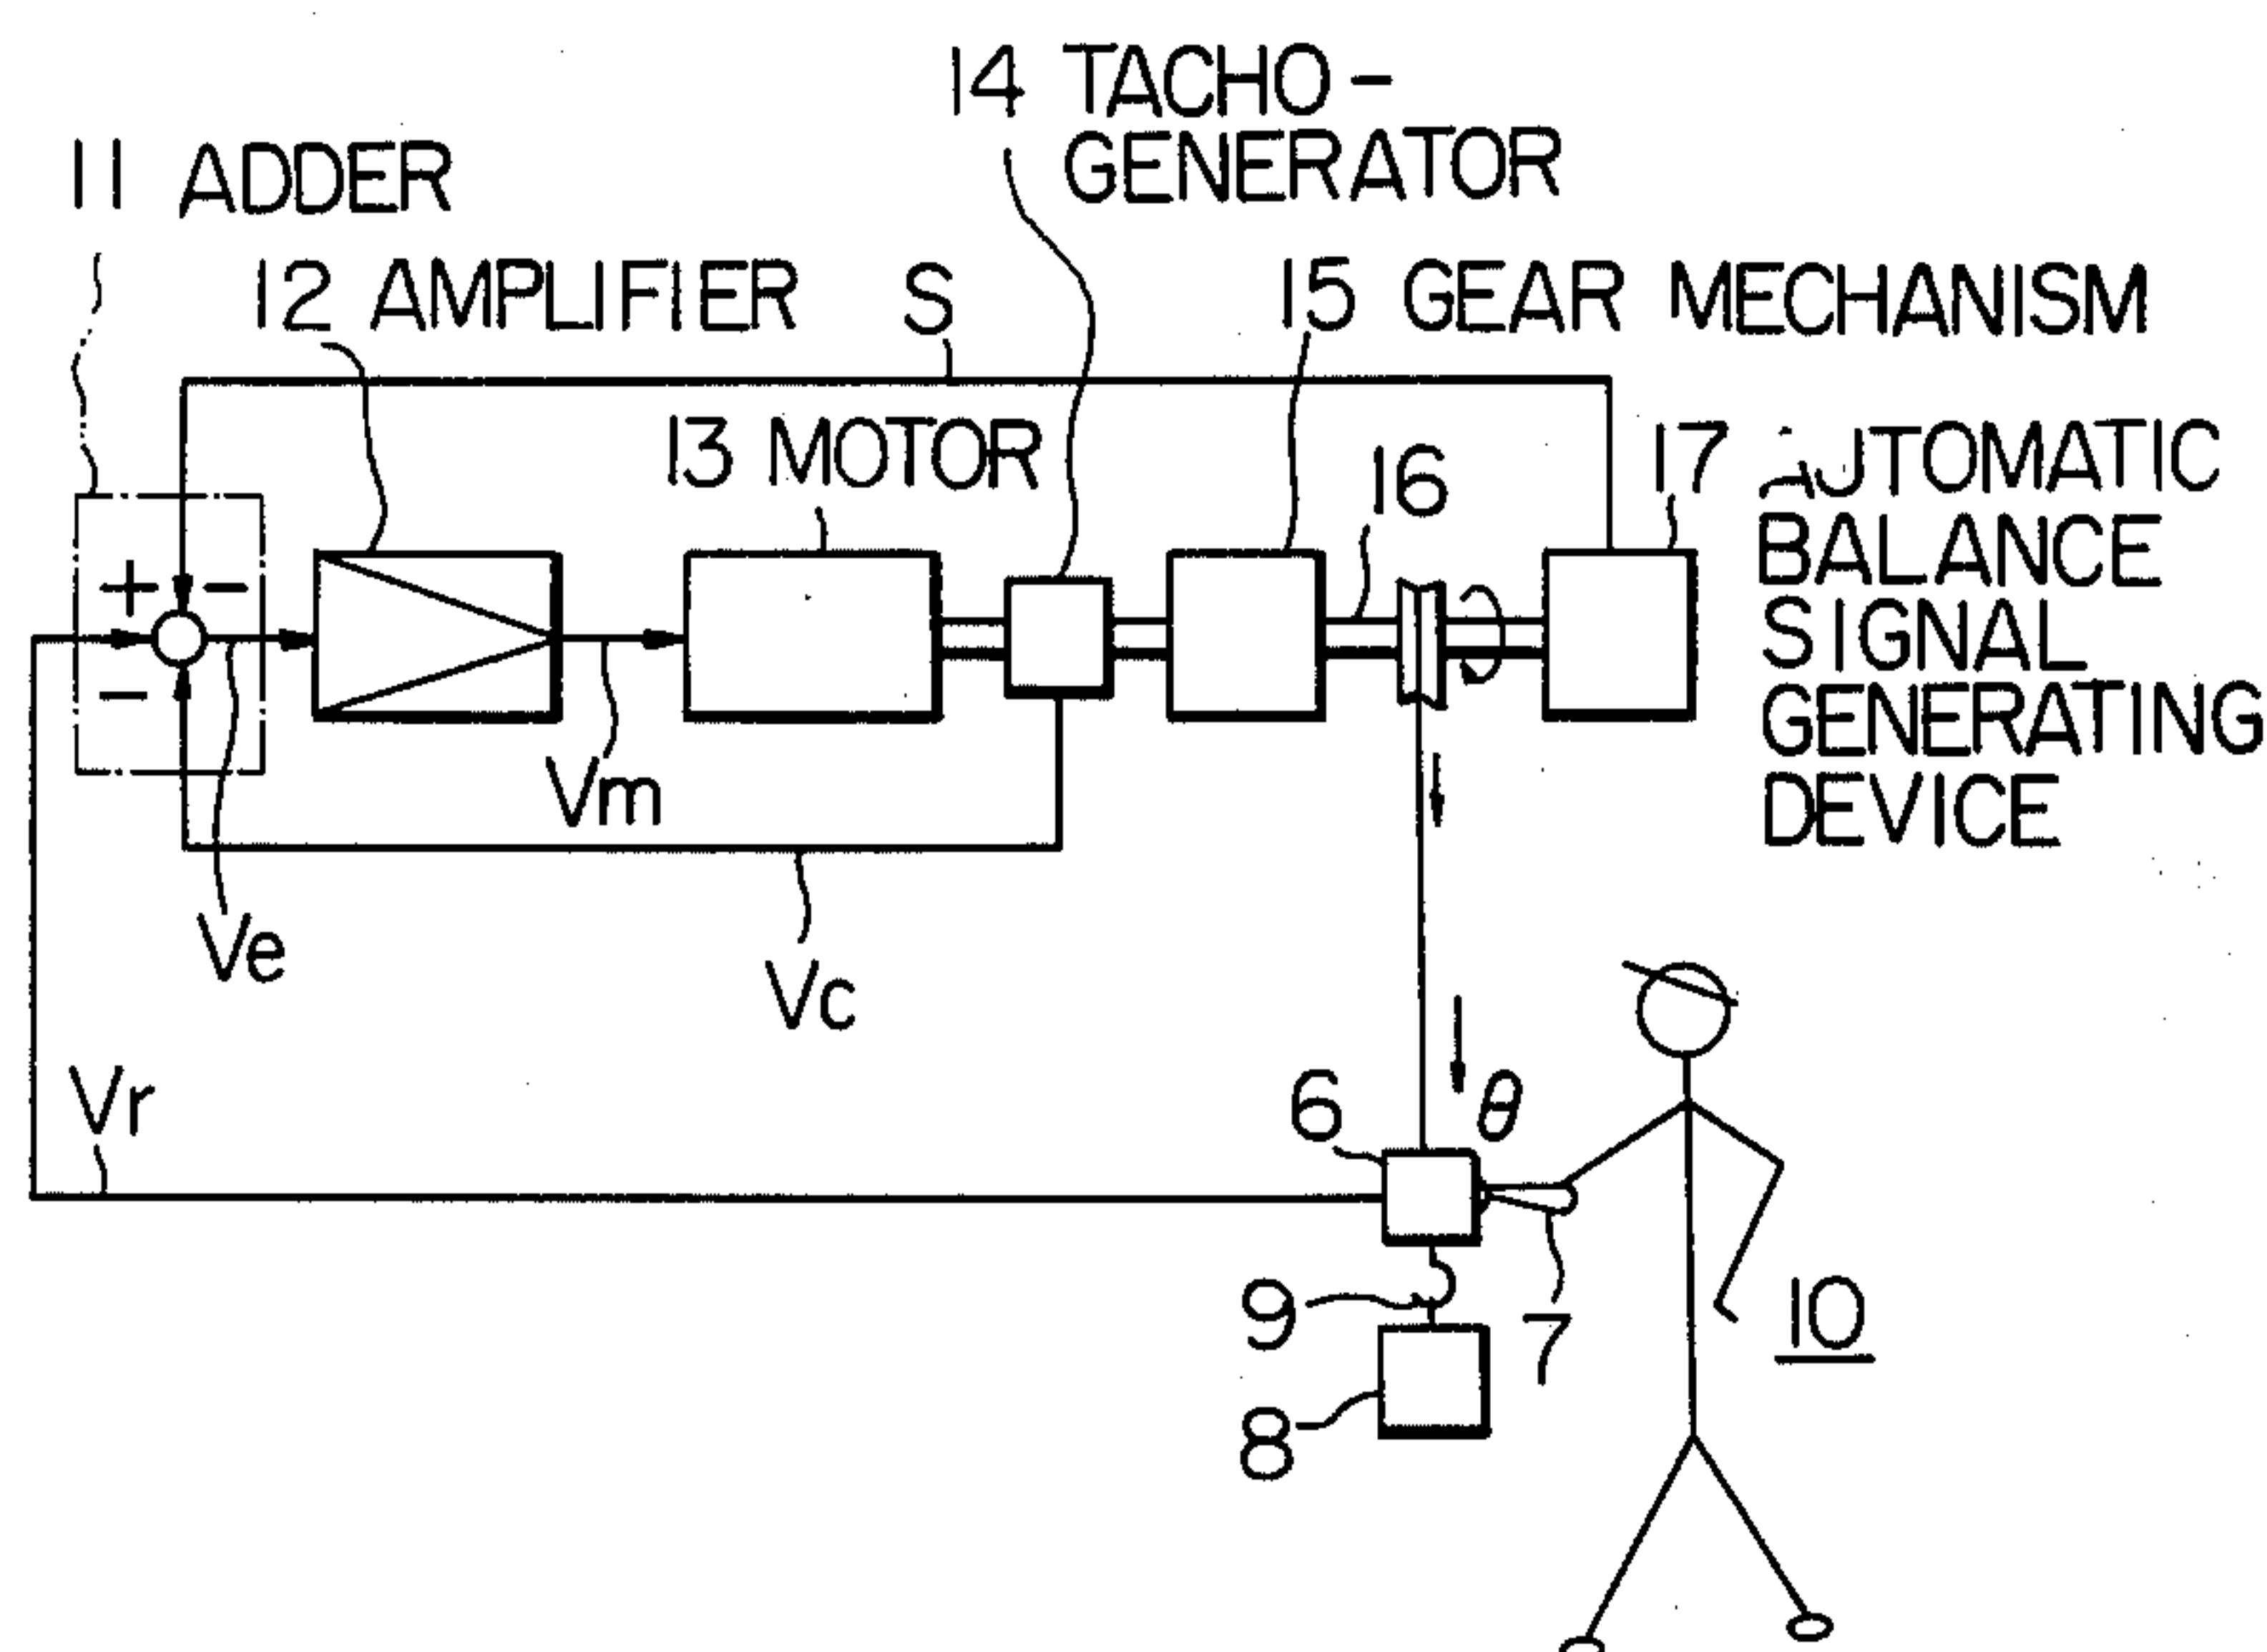 14 TACHO-
GENERATOR
11 ADDER
12 AMPLIFIER
S
15 GEAR MECHANISM
13 MOTOR
16
17 AUTOMATIC
BALANCE
SIGNAL
GENERATING
DEVICE
+ -
-
Vm
Ve
Vc
Vr
6
θ
9
7
10
8